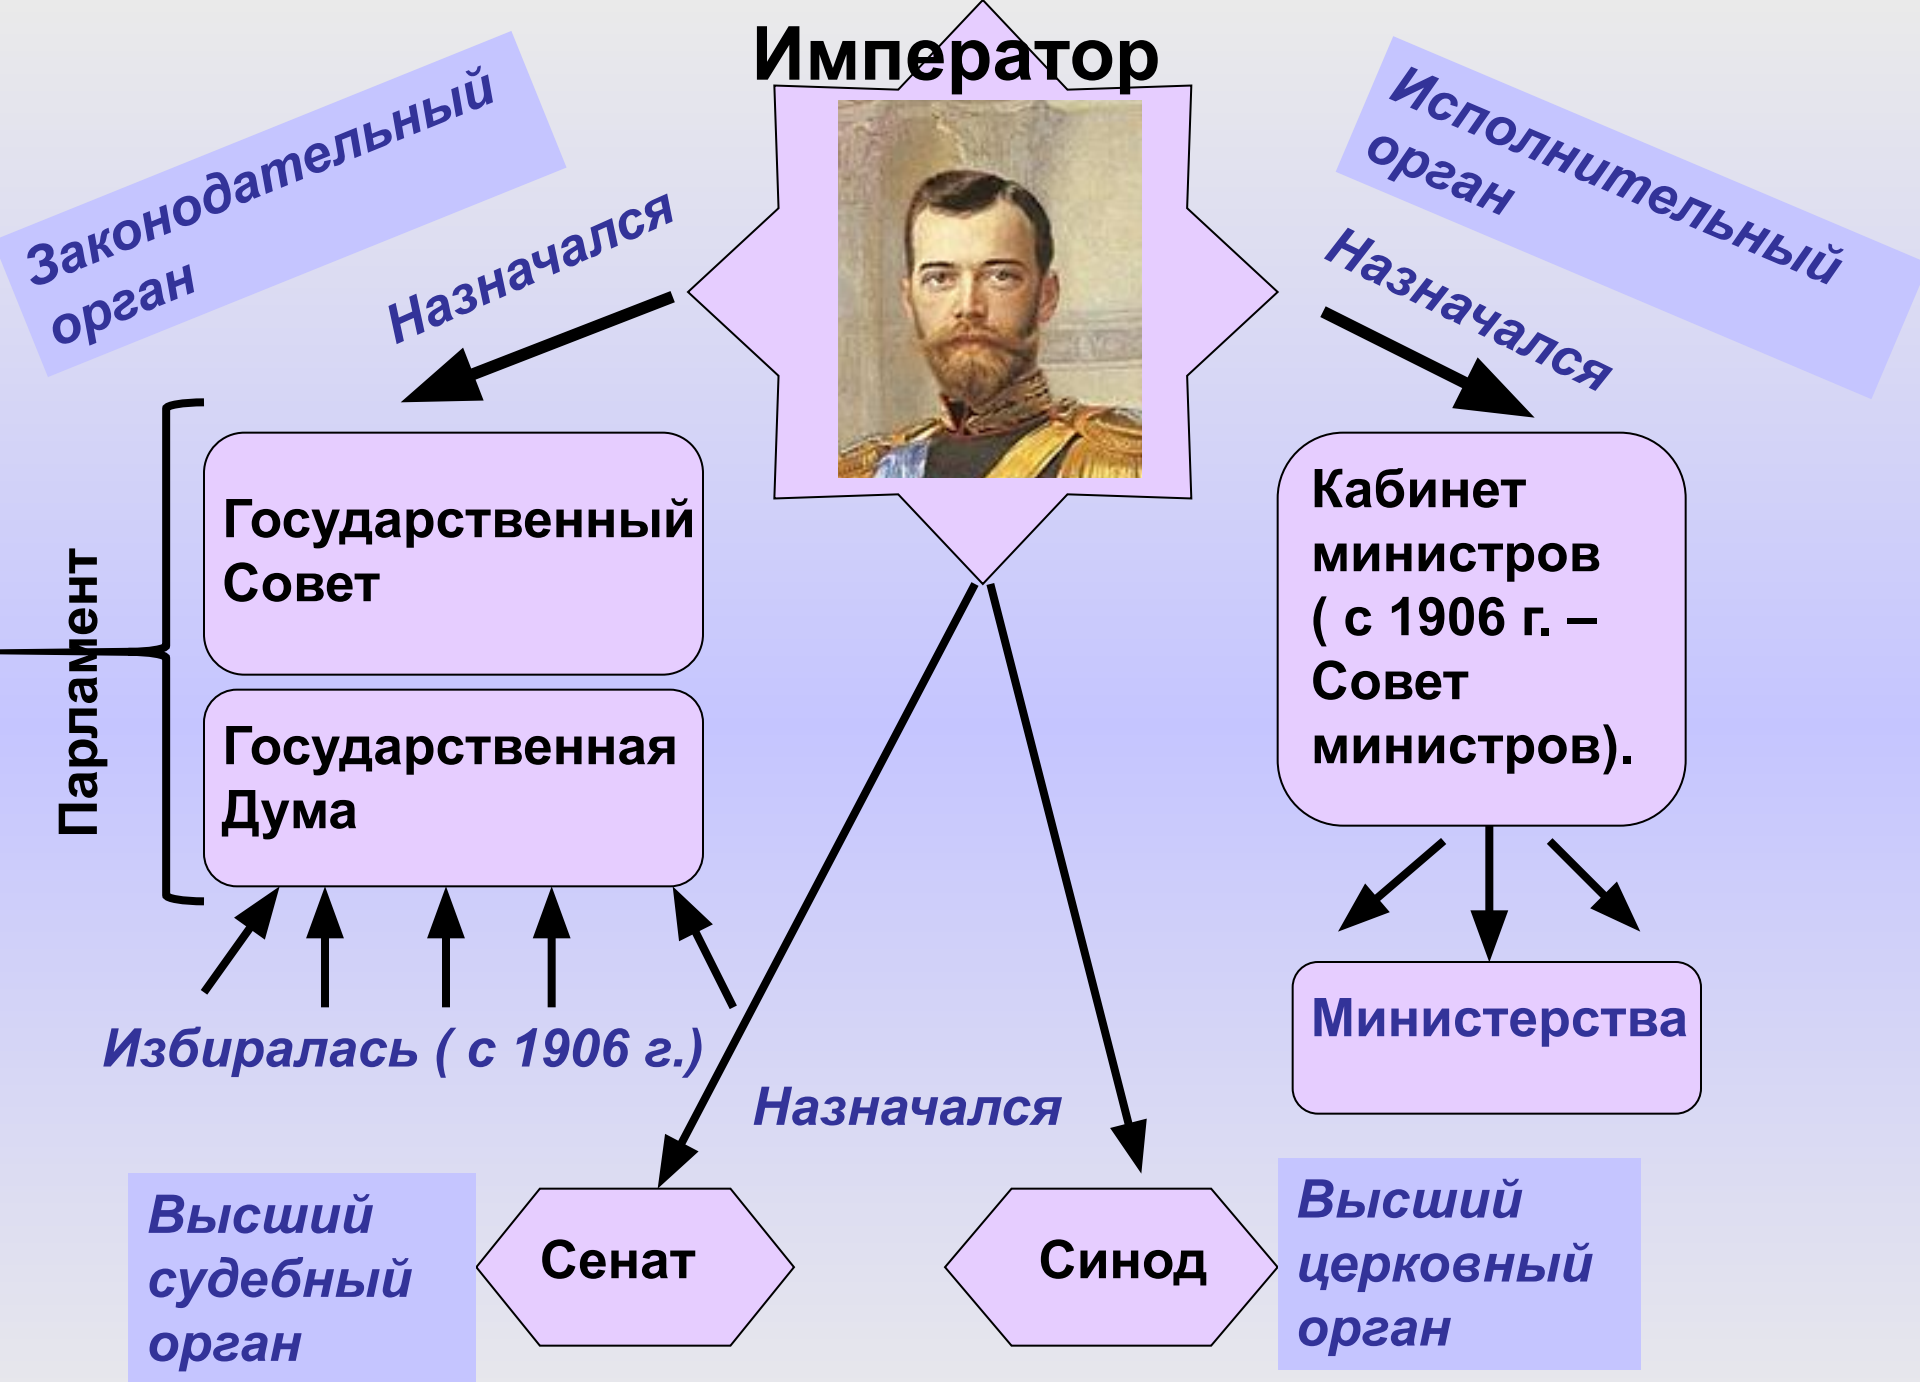 Император
Законодательный
орган
Исполнительный
орган
Назначался
Назначался
Парламент
Государственный
Совет
Государственная
Дума
Кабинет
министров
( с 1906 г. –
Совет
министров).
Избиралась ( с 1906 г.)
Министерства
Назначался
Высший
судебный
орган
Сенат
Синод
Высший
церковный
орган